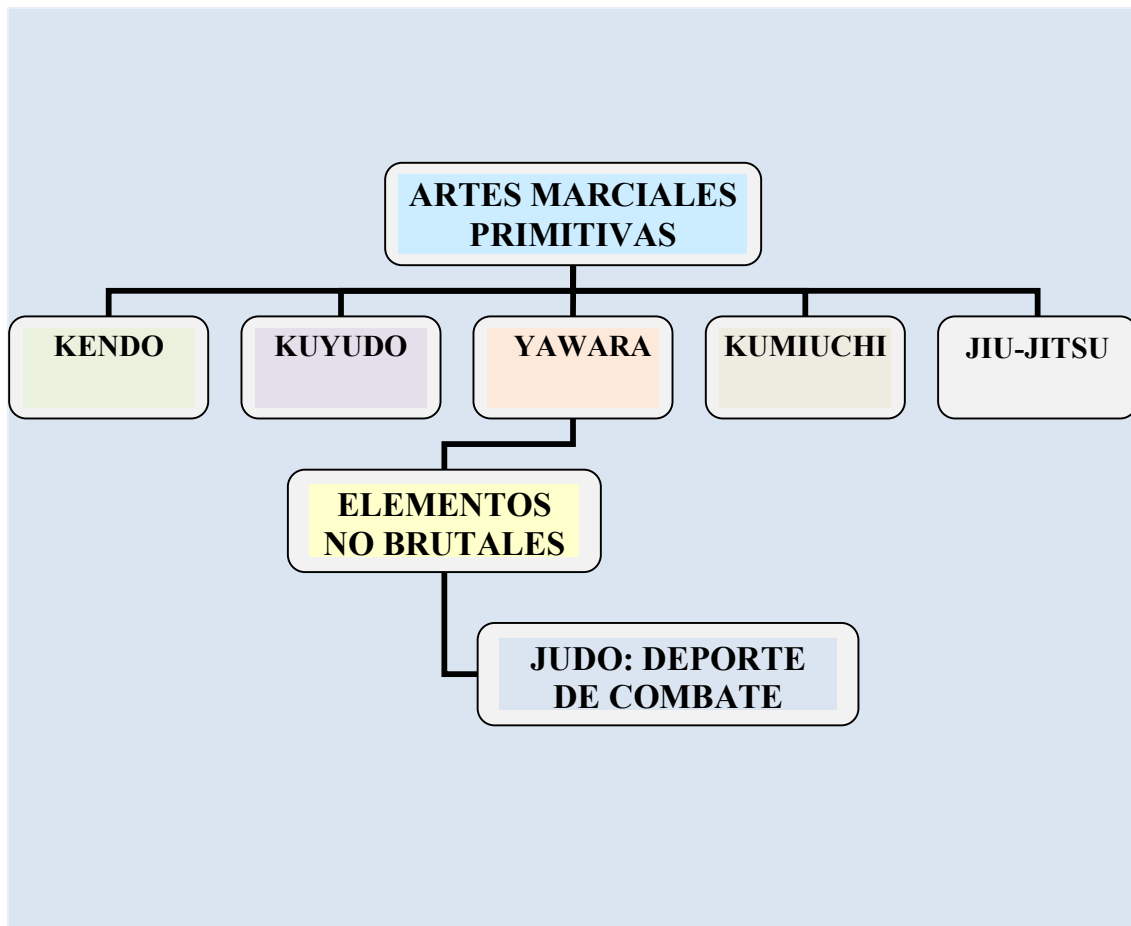 ARTES MARCIALES
PRIMITIVAS
KENDO
KUYUDO
YAWARA
KUMIUCHI
JIU-JITSU
ELEMENTOS
NO BRUTALES
JUDO: DEPORTE
DE COMBATE